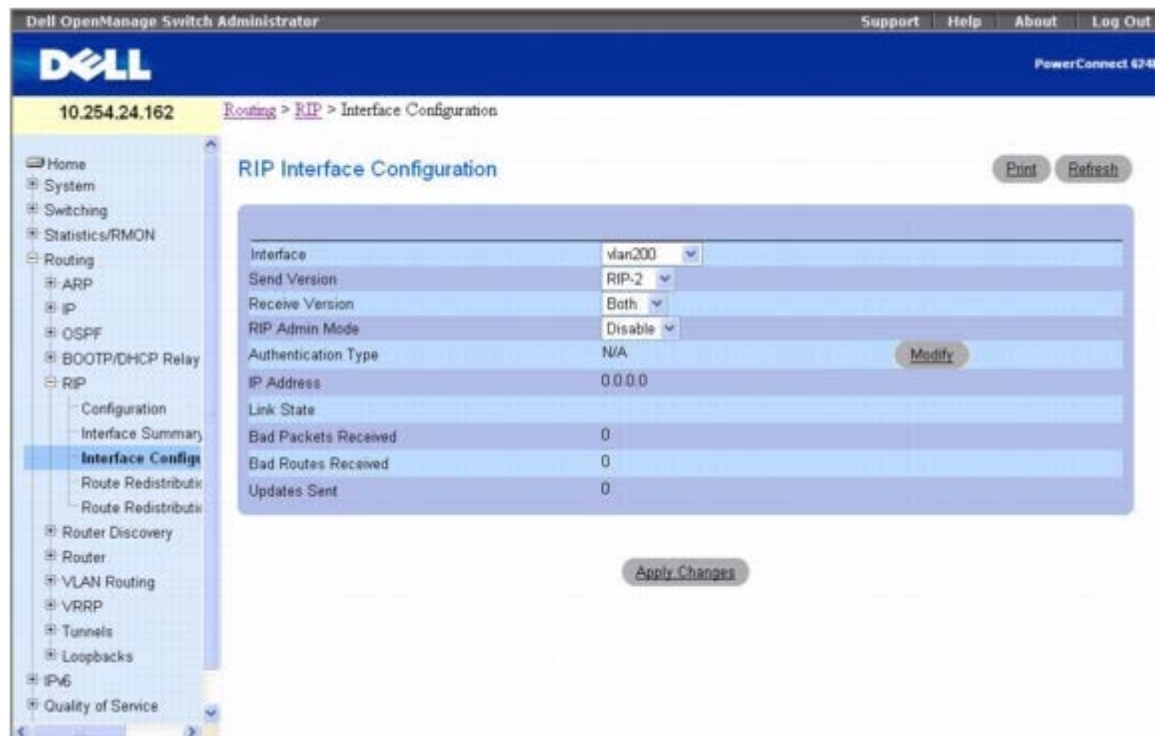 Dell OpenManage Switch Administrator
Support Help About Log Out
DELL
PowerConnect 6248
10.254.24.162
Routing > RIP > Interface Configuration
Home
System
Switching
Statistics/RMON
Routing
ARP
IP
OSPF
BOOTP/DHCP Relay
RIP
Configuration
Interface Summary
Interface Configu
Route Redistributio
Route Redistributio
Router Discovery
Router
VLAN Routing
VRRP
Tunnels
Loopbacks
IPv6
Quality of Service
RIP Interface Configuration
Print Refresh
Interface vlan200
Send Version RIP-2
Receive Version Both
RIP Admin Mode Disable
Authentication Type N/A Modify
IP Address 0.0.0.0
Link State
Bad Packets Received 0
Bad Routes Received 0
Updates Sent 0
Apply Changes